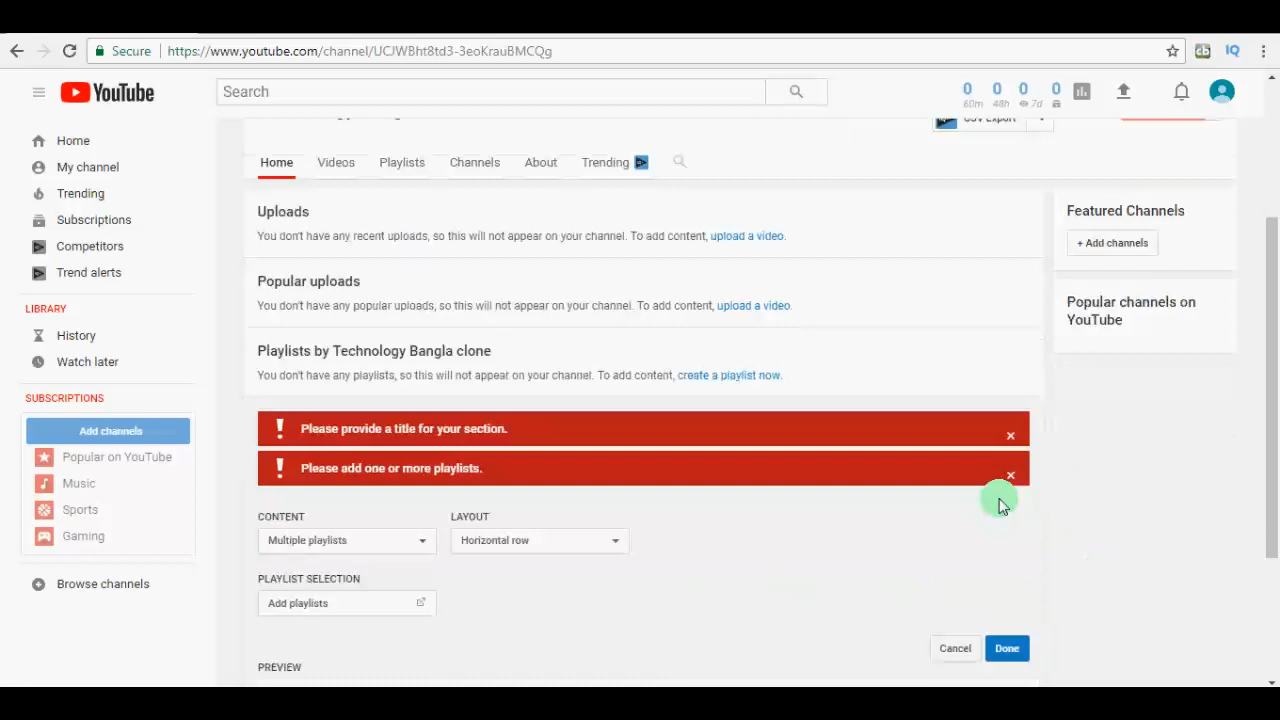 Secure https://www.youtube.com/channel/UCJWBht8td3-3eoKrauBMCQg
IQ
YouTube
Search
0 0 0 0
60m 48h 7d
CSV Export
Home
My channel
Trending
Subscriptions
Competitors
Trend alerts
LIBRARY
History
Watch later
SUBSCRIPTIONS
Add channels
Popular on YouTube
Music
Sports
Gaming
Browse channels
Home Videos Playlists Channels About Trending
Uploads
You don't have any recent uploads, so this will not appear on your channel. To add content, upload a video.
Popular uploads
You don't have any popular uploads, so this will not appear on your channel. To add content, upload a video.
Playlists by Technology Bangla clone
You don't have any playlists, so this will not appear on your channel. To add content, create a playlist now.
Please provide a title for your section.
Please add one or more playlists.
CONTENT LAYOUT
Multiple playlists Horizontal row
PLAYLIST SELECTION
Add playlists
Cancel Done
PREVIEW
Featured Channels
+ Add channels
Popular channels on
YouTube